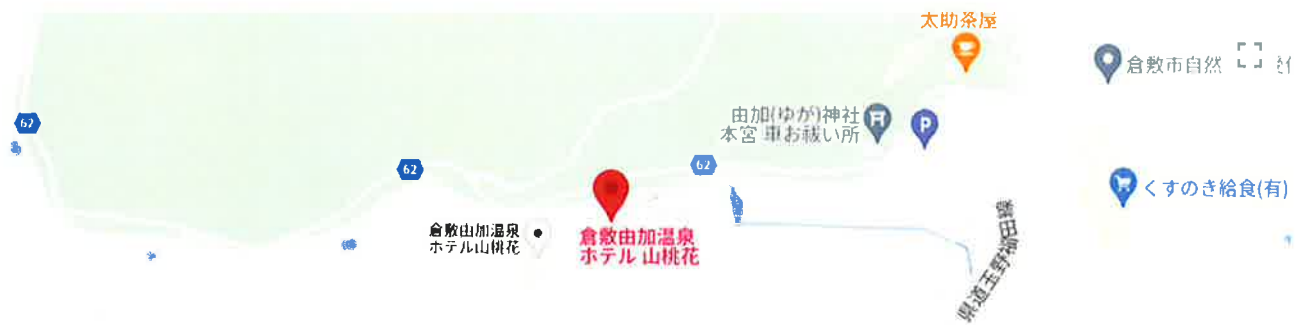 太助茶屋
倉敷市自然
62
由加(ゆが)神社
本宮 車お祓い所
P
62
62
くすのき給食(有)
倉敷由加温泉
ホテル山桃花
倉敷由加温泉
ホテル 山桃花
県道玉野福田線